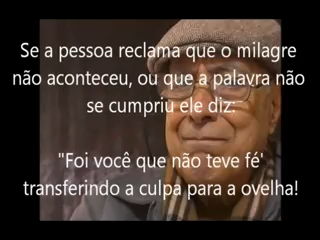 Se a pessoa reclama que o milagre
não aconteceu, ou que a palavra não
se cumpriu ele diz:
"Foi você que não teve fé'
transferindo a culpa para a ovelha!